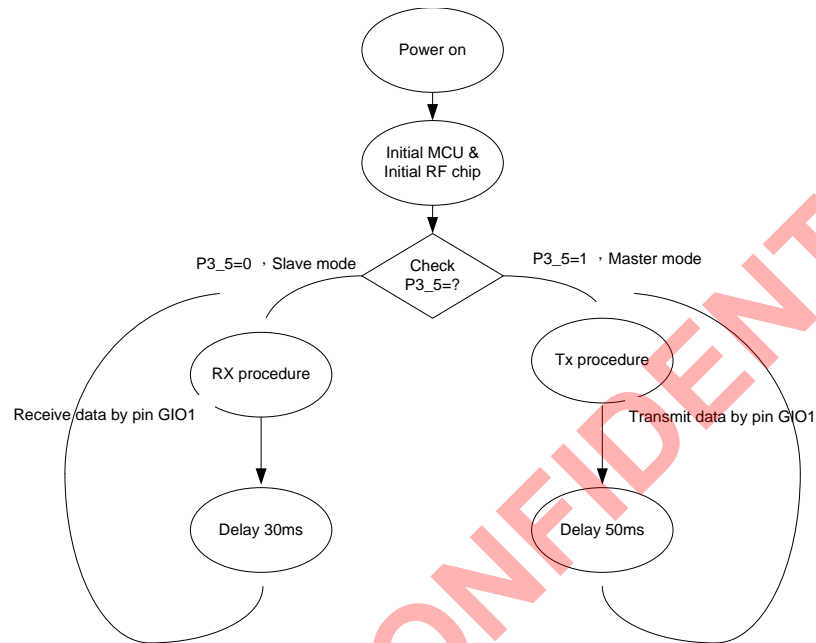 Power on
Initial MCU &
Initial RF chip
P3_5=0 ，Slave mode
Check
P3_5=?
P3_5=1 ，Master mode
RX procedure
Tx procedure
Receive data by pin GIO1
Transmit data by pin GIO1
Delay 30ms
Delay 50ms
ONFIDENT